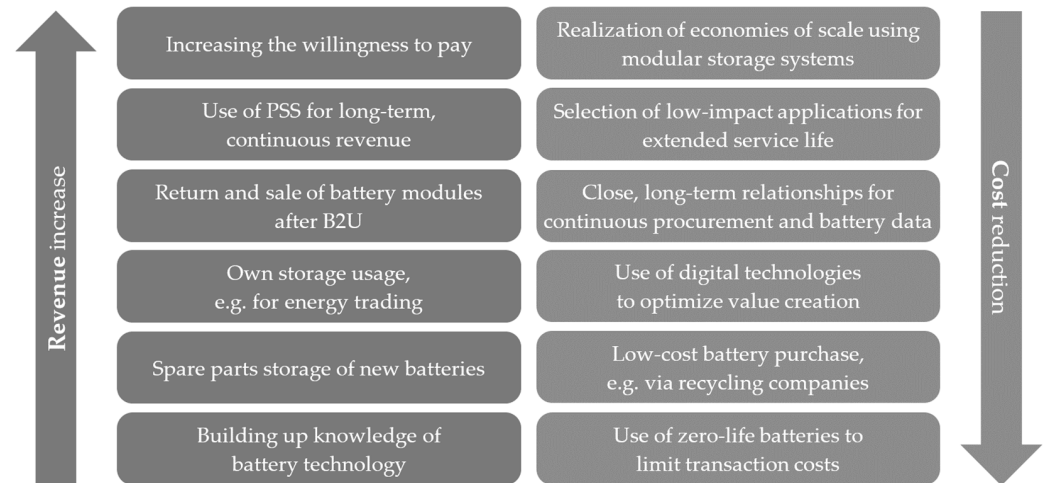 Revenue increase
Increasing the willingness to pay
Use of PSS for long-term,
continuous revenue
Return and sale of battery modules
after B2U
Own storage usage,
e.g. for energy trading
Spare parts storage of new batteries
Building up knowledge of
battery technology
Realization of economies of scale using
modular storage systems
Selection of low-impact applications for
extended service life
Close, long-term relationships for
continuous procurement and battery data
Use of digital technologies
to optimize value creation
Low-cost battery purchase,
e.g. via recycling companies
Use of zero-life batteries to
limit transaction costs
Cost reduction